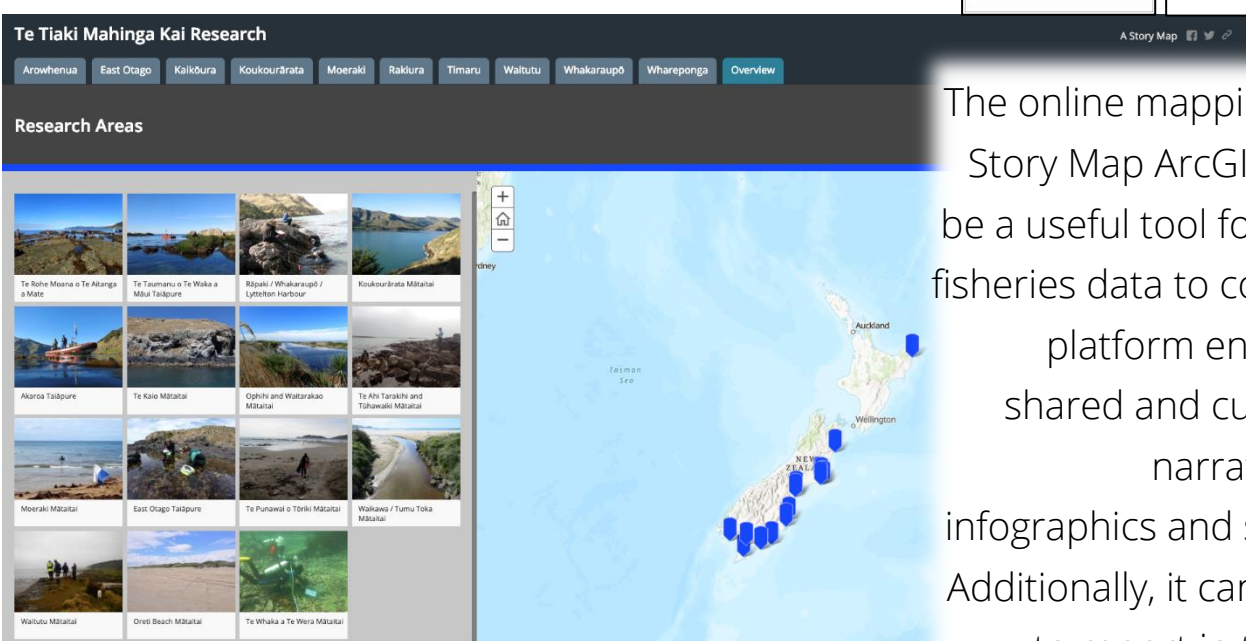 Te Tiaki Mahinga Kai Research
A Story Map
Arowhenua East Otago Kaikōura Koukourārata Moeraki Rakiura Timaru Waitutu Whakaraupō Whareponga Overview
Research Areas
Te Rohe Moana o Te Aitanga
a Mate
Te Taumanu o Te Waka a
Māui Taiāpure
Rāpaki / Whakaraupō /
Lyttelton Harbour
Koukourārata Mātaitai
Akaroa Taiāpure
Te Kaio Mātaitai
Ophihi and Waitarakao
Mātaitai
Te Ahi Tarakihi and
Tūhawaiki Mātaitai
Moeraki Mātaitai
East Otago Taiāpure
Te Punawai o Tōriki Mātaitai
Waikawa / Tumu Toka
Mātaitai
Waitutu Mātaitai
Oreti Beach Mātaitai
Te Whaka a Te Wera Mātaitai
+
−
dney
Tasman
Sea
Auckland
Wellington
NEW
ZEAL
The online mappi
Story Map ArcGI
be a useful tool fo
fisheries data to co
platform en
shared and cu
narra
infographics and s
Additionally, it car